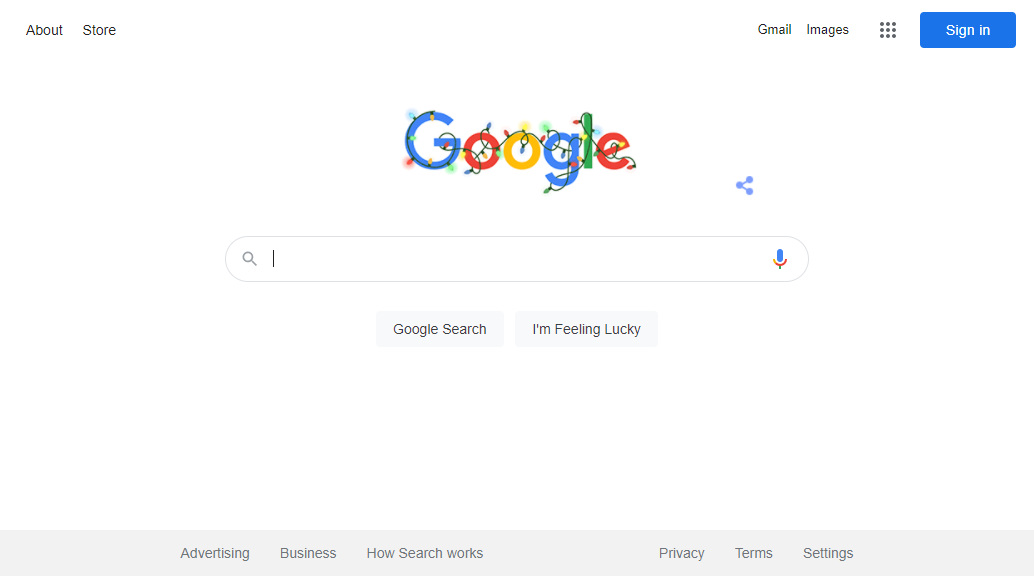 About Store Gmail Images Sign in
Google
Google Search I'm Feeling Lucky
Advertising Business How Search works Privacy Terms Settings